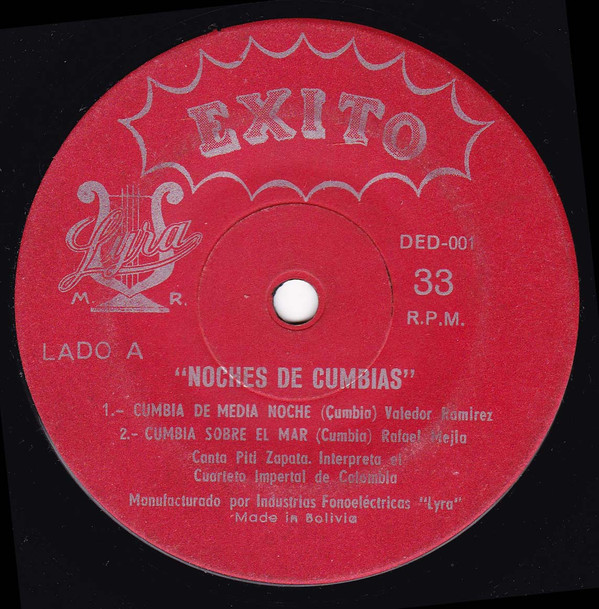 EXITO
Lyra
M. R.
DED-001
33
R.P.M.
LADO A
"NOCHES DE CUMBIAS"
1.- CUMBIA DE MEDIA NOCHE (Cumbia) Valedor Ramirez
2.- CUMBIA SOBRE EL MAR (Cumbia) Rafael Mejia
Canta Piti Zapata. Interpreta el
Cuarteto Imperial de Colombia
Manufacturado por Industrias Fonoeléctricas "Lyra"
Made in Bolivia